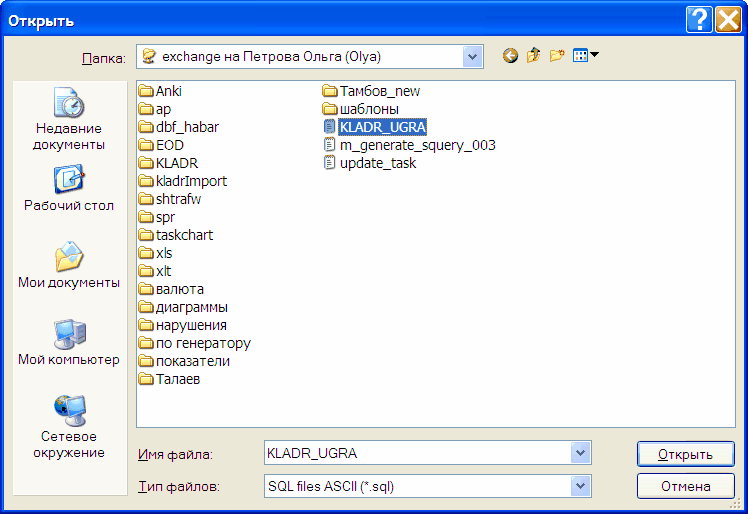 Открыть
Папка:
exchange на Петрова Ольга (Olya)
Недавние
документы
Рабочий стол
Мои документы
Мой компьютер
Сетевое
окружение
Anki
ap
dbf_habar
EOD
KLADR
kladrImport
shtrafw
spr
taskchart
xls
xlt
валюта
диаграммы
нарушения
по генератору
показатели
Талаев
Тамбов_new
шаблоны
KLADR_UGRA
m_generate_squery_003
update_task
Имя файла:
KLADR_UGRA
Открыть
Тип файлов:
SQL files ASCII (*.sql)
Отмена